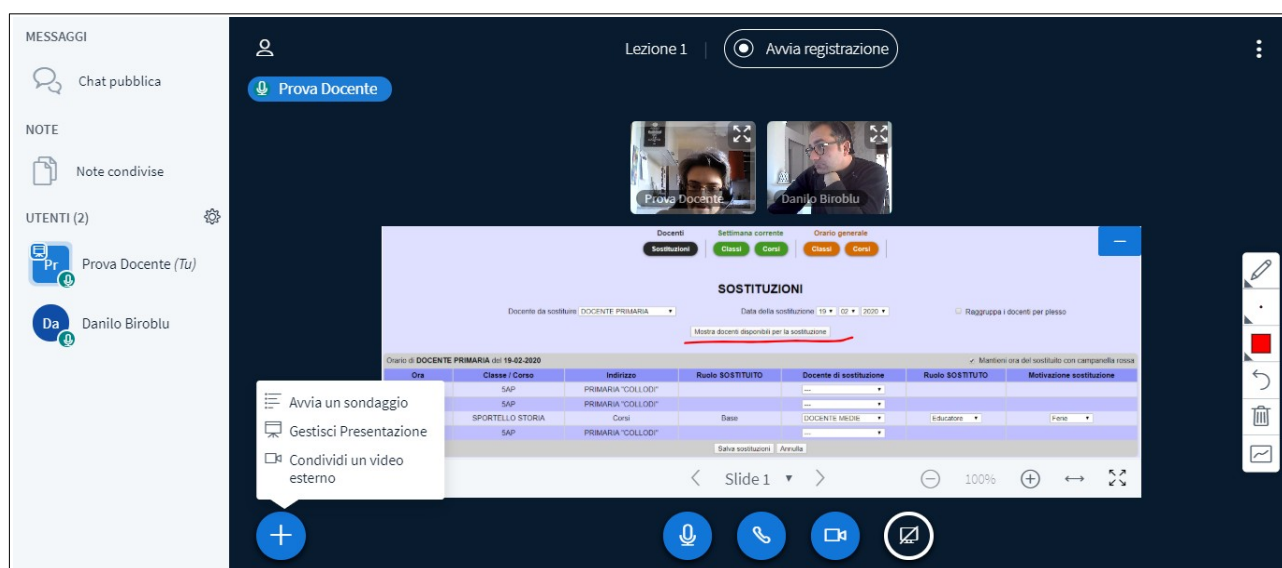 MESSAGGI
Chat pubblica
NOTE
Note condivise
UTENTI (2)
Pr
Prova Docente (Tu)
Da
Danilo Biroblu
Lezione 1
Avvia registrazione
Prova Docente
Prova Docente
Danilo Biroblu
Docenti Settimana corrente Orario generale
Sostituzioni Classi Corsi Classi Corsi
SOSTITUZIONI
Docente da sostituire DOCENTE PRIMARIA Data della sostituzione 19 02 2020 Raggruppa i docenti per plesso
Mostra docenti disponibili per la sostituzione
Orario di DOCENTE PRIMARIA del 19-02-2020 Mantieni ora del sostituito con campanella rossa
Ora Classe / Corso Indirizzo Ruolo SOSTITUITO Docente di sostituzione Ruolo SOSTITUTO Motivazione sostituzione
5AP PRIMARIA "COLLODI" ---
5AP PRIMARIA "COLLODI" ---
SPORTELLO STORIA Corsi Base DOCENTE MEDIE Educatore Ferie
5AP PRIMARIA "COLLODI" ---
Salva sostituzioni Annulla
Avvia un sondaggio
Gestisci Presentazione
Condividi un video
esterno
Slide 1 100%